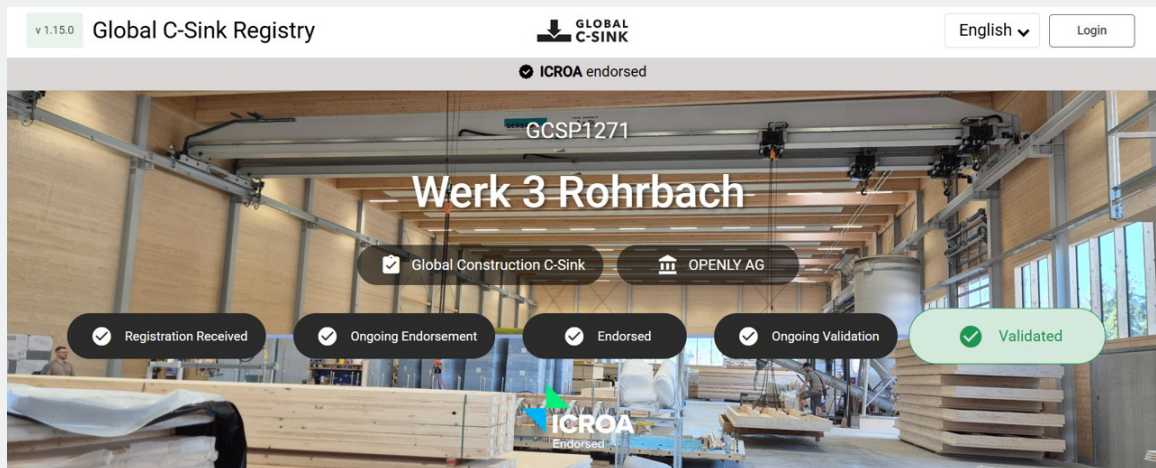 v 1.15.0 Global C-Sink Registry
GLOBAL
C-SINK
English
Login
ICROA endorsed
GCSP1271
Werk 3 Rohrbach
Global Construction C-Sink
OPENLY AG
Registration Received
Ongoing Endorsement
Endorsed
Ongoing Validation
Validated
ICROA
Endorsed